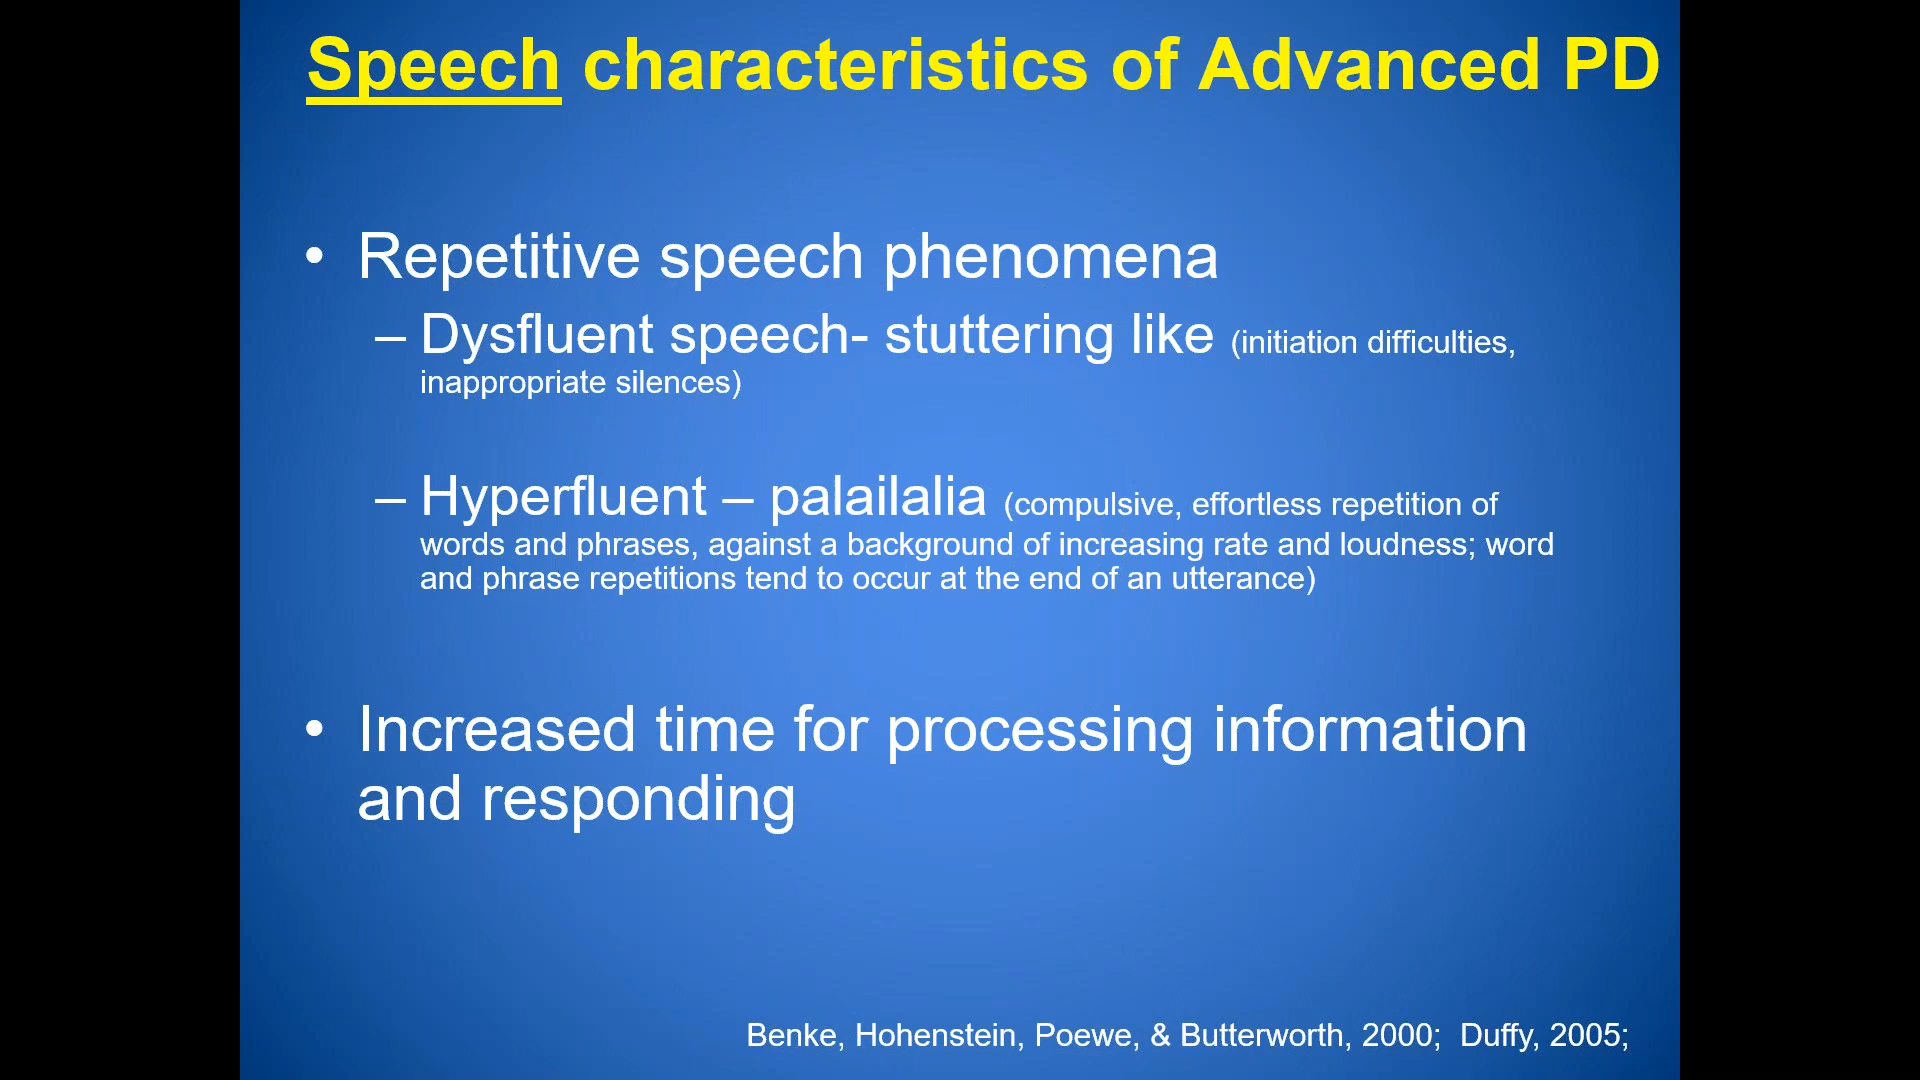 Speech characteristics of Advanced PD
• Repetitive speech phenomena
– Dysfluent speech- stuttering like (initiation difficulties,
inappropriate silences)
– Hyperfluent – palailalia (compulsive, effortless repetition of
words and phrases, against a background of increasing rate and loudness; word
and phrase repetitions tend to occur at the end of an utterance)
• Increased time for processing information
and responding
Benke, Hohenstein, Poewe, & Butterworth, 2000;  Duffy, 2005;